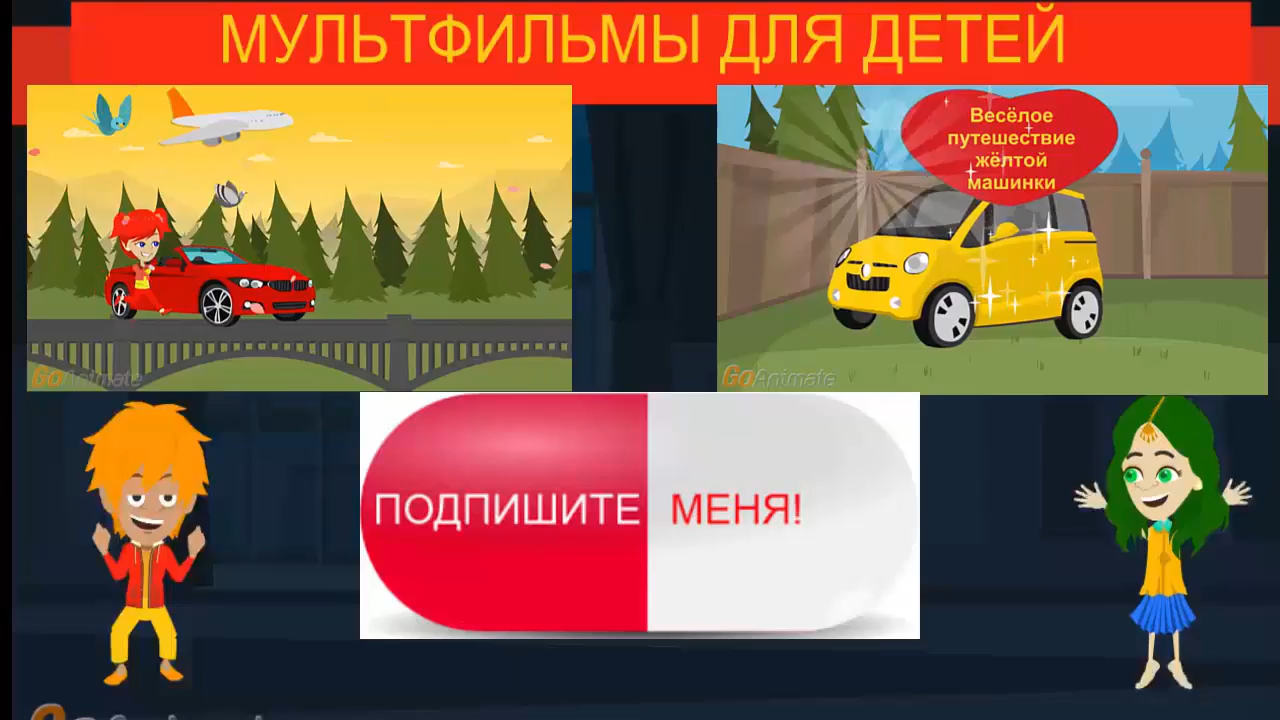 МУЛЬТФИЛЬМЫ ДЛЯ ДЕТЕЙ
Весёлое
путешествие
жёлтой
машинки
GoAnimate
GoAnimate
ПОДПИШИТЕ МЕНЯ!